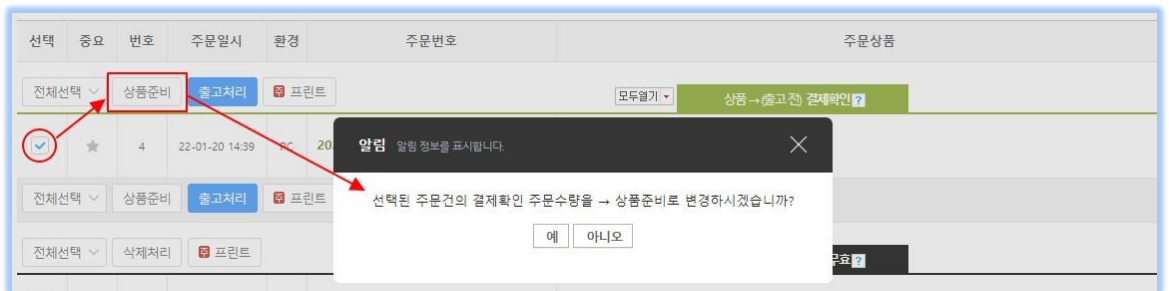 선택 중요 번호 주문일시 환경 주문번호 주문상품
전체선택 상품준비 출고처리 주 프린트 모두열기 상품→(출고 전) 결제확인 ?
4 22-01-20 14:39 PC 20
알림 알림 정보를 표시합니다.
선택된 주문건의 결제확인 주문수량을 → 상품준비로 변경하시겠습니까?
예 아니오
전체선택 상품준비 출고처리 주 프린트
전체선택 삭제처리 주 프린트 무효 ?